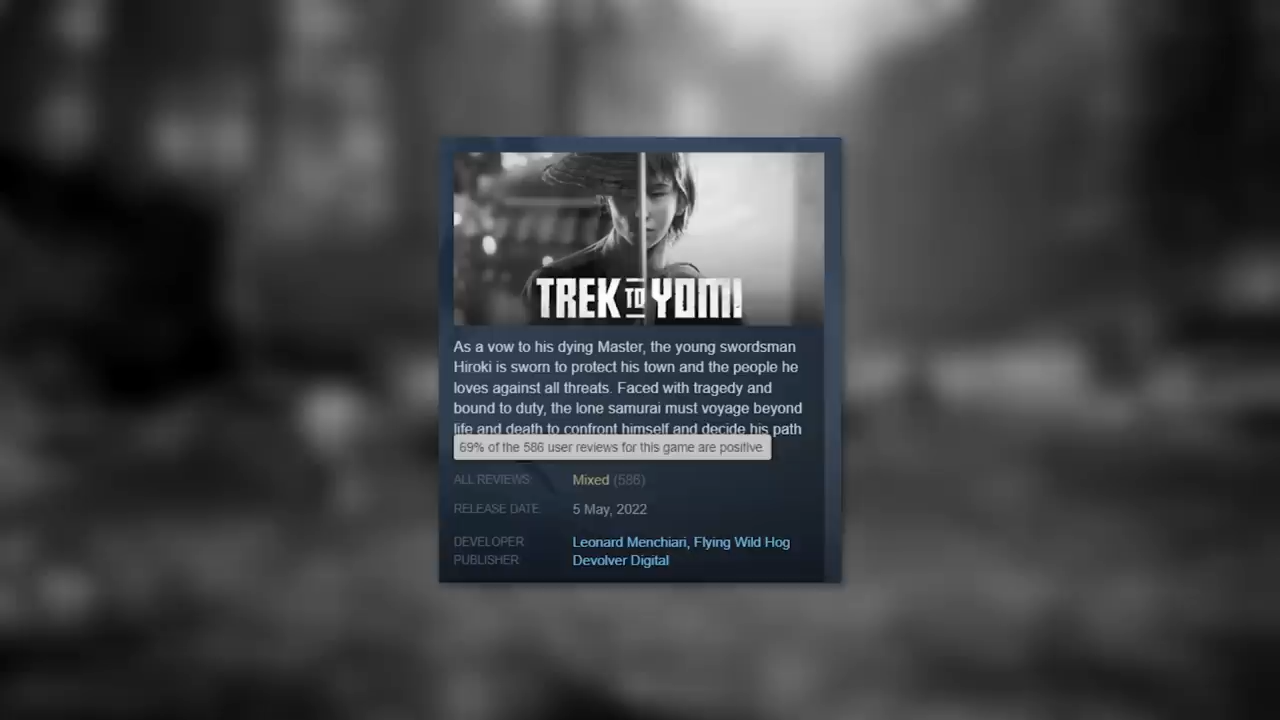 TREK TO YOMI
As a vow to his dying Master, the young swordsman
Hiroki is sworn to protect his town and the people he
loves against all threats. Faced with tragedy and
bound to duty, the lone samurai must voyage beyond
life and death to confront himself and decide his path
69% of the 586 user reviews for this game are positive.
ALL REVIEWS: Mixed (586)
RELEASE DATE: 5 May, 2022
DEVELOPER: Leonard Menchiari, Flying Wild Hog
PUBLISHER: Devolver Digital